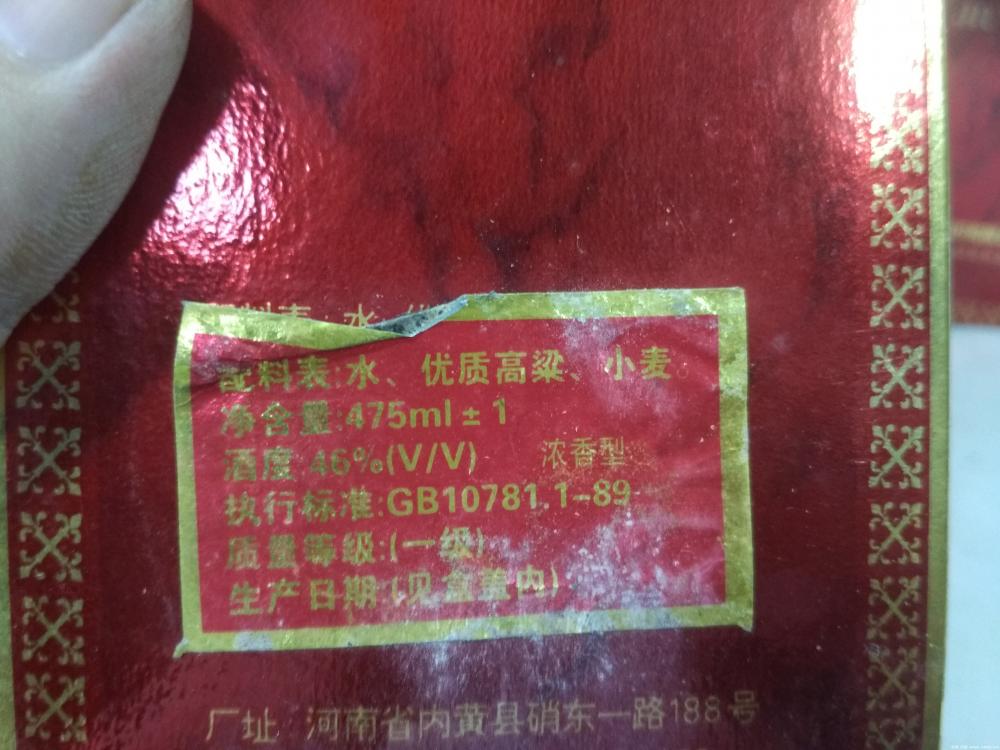 料表:水
配料表:水、优质高粱、小麦
净含量:475ml±1
酒度:46%(V/V) 浓香型
执行标准:GB10781.1-89
质量等级:(一级)
生产日期:(见盒盖内)
厂址 河南省内黄县硝东一路188号